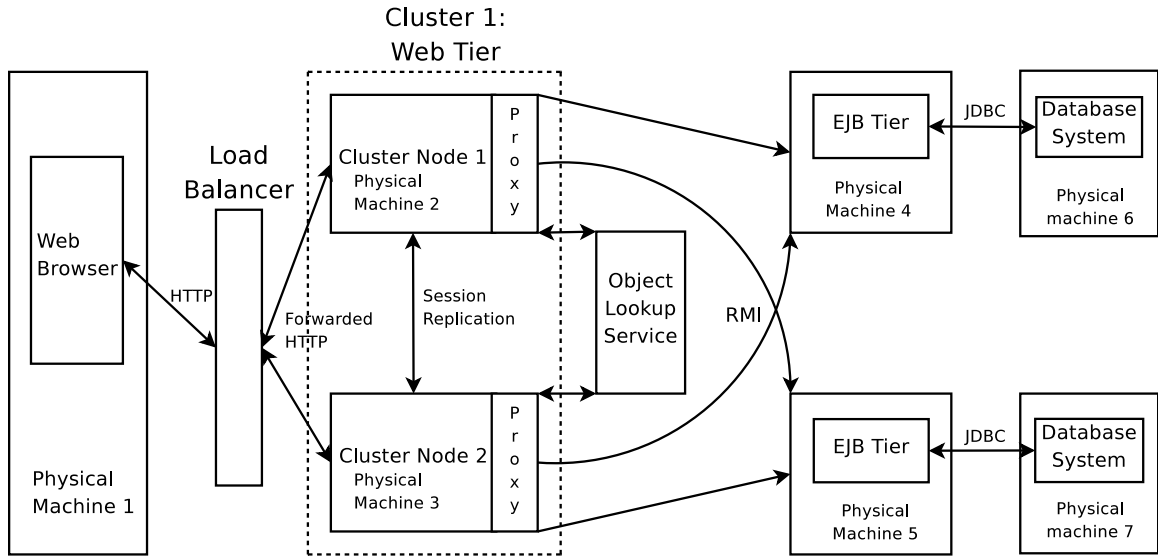 Cluster 1:
Web Tier
Load
Balancer
Web
Browser
Physical
Machine 1
HTTP
Forwarded
HTTP
Cluster Node 1
Physical
Machine 2
Proxy
Session
Replication
Cluster Node 2
Physical
Machine 3
Proxy
Object
Lookup
Service
RMI
EJB Tier
Physical
Machine 4
JDBC
Database
System
Physical
machine 6
EJB Tier
Physical
Machine 5
JDBC
Database
System
Physical
machine 7